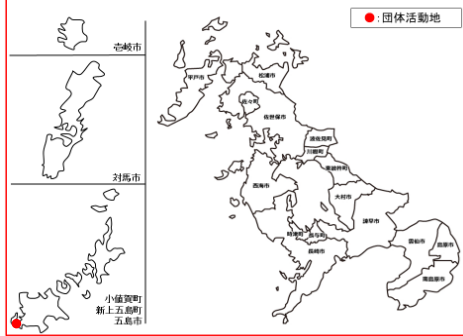 ●:団体活動地
壱岐市
対馬市
小値賀町
新上五島町
五島市
平戸市
松浦市
佐々町
佐世保市
波佐見町
川棚町
東彼杵町
西海市
大村市
時津町
長与町
諫早市
長崎市
雲仙市
島原市
南島原市